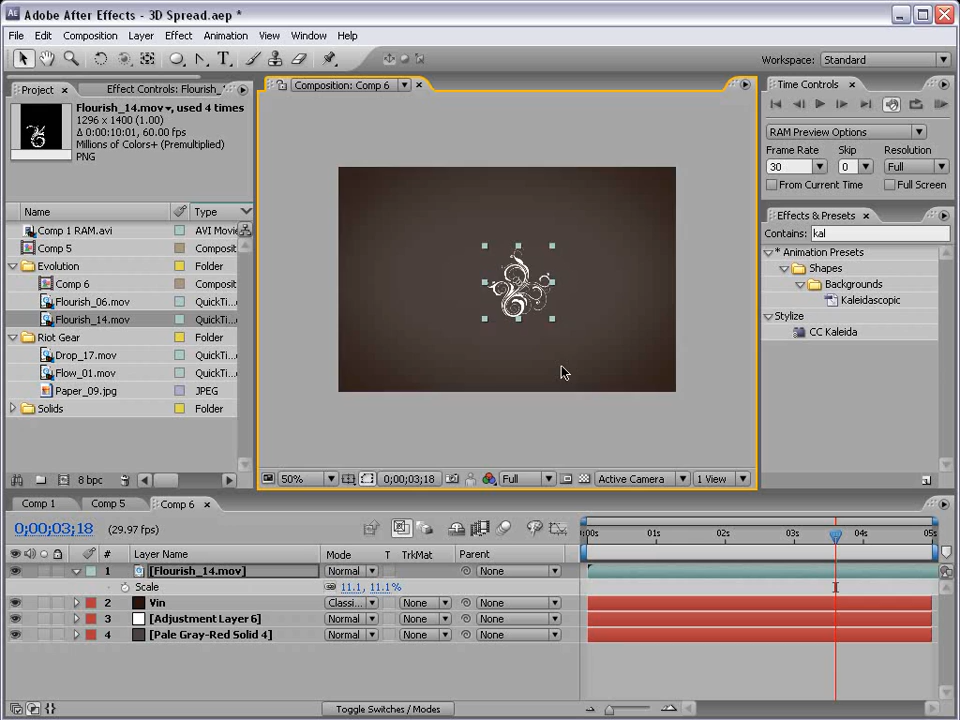 Adobe After Effects - 3D Spread.aep *
File Edit Composition Layer Effect Animation View Window Help
Workspace: Standard
Project Effect Controls: Flourish_
Flourish_14.mov, used 4 times
1296 x 1400 (1.00)
Δ 0:00:10:01, 60.00 fps
Millions of Colors+ (Premultiplied)
PNG
Name Type
Comp 1 RAM.avi AVI Movie
Comp 5 Composit
Evolution Folder
Comp 6 Composit
Flourish_06.mov QuickTi...
Flourish_14.mov QuickTi...
Riot Gear Folder
Drop_17.mov QuickTi...
Flow_01.mov QuickTi...
Paper_09.jpg JPEG
Solids Folder
8 bpc
Composition: Comp 6
50% 0;00;03;18 Full Active Camera 1 View
Time Controls
RAM Preview Options
Frame Rate Skip Resolution
30 0 Full
From Current Time Full Screen
Effects & Presets
Contains: kal
* Animation Presets
Shapes
Backgrounds
Kaleidascopic
Stylize
CC Kaleida
Comp 1 Comp 5 Comp 6
0;00;03;18 (29.97 fps)
:00s 01s 02s 03s 04s 05s
# Layer Name Mode T TrkMat Parent
1 [Flourish_14.mov] Normal None
Scale 11.1, 11.1%
2 Vin Classi... None None
3 [Adjustment Layer 6] Normal None None
4 [Pale Gray-Red Solid 4] Normal None None
Toggle Switches / Modes